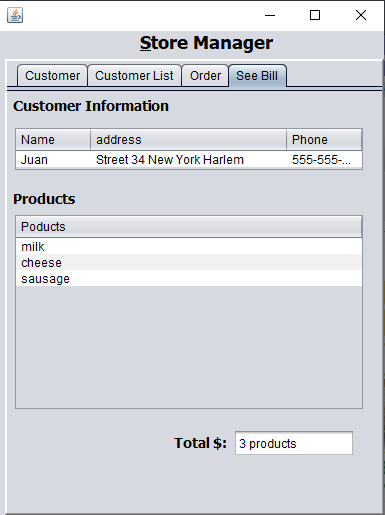 Store Manager
Customer Customer List Order See Bill
Customer Information
Name address Phone
Juan Street 34 New York Harlem 555-555-...
Products
Poducts
milk
cheese
sausage
Total $: 3 products